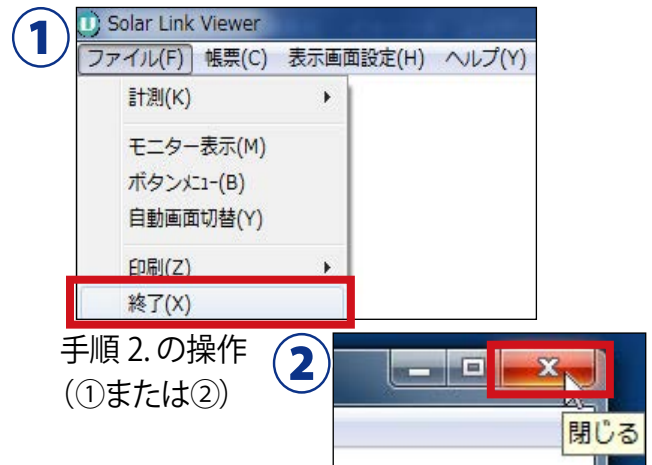 ①
Solar Link Viewer
ファイル(F) 帳票(C) 表示画面設定(H) ヘルプ(Y)
計測(K)
モニター表示(M)
ボタンメニュー(B)
自動画面切替(Y)
印刷(Z)
終了(X)
手順 2. の操作
（①または②）
②
閉じる